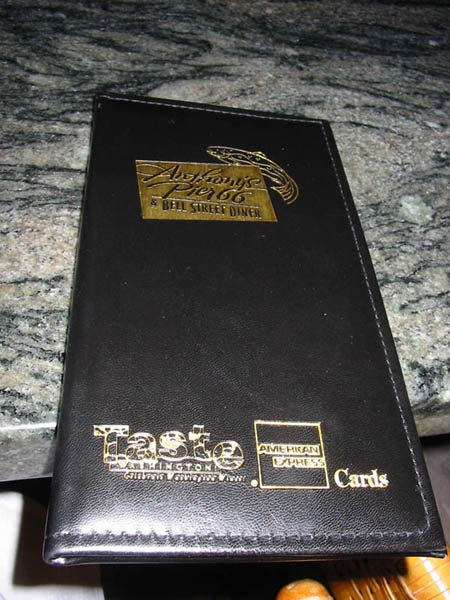 Anthony's
Pier 66
& BELL STREET DINER
Taste
WASHINGTON
AMERICAN
EXPRESS
Cards